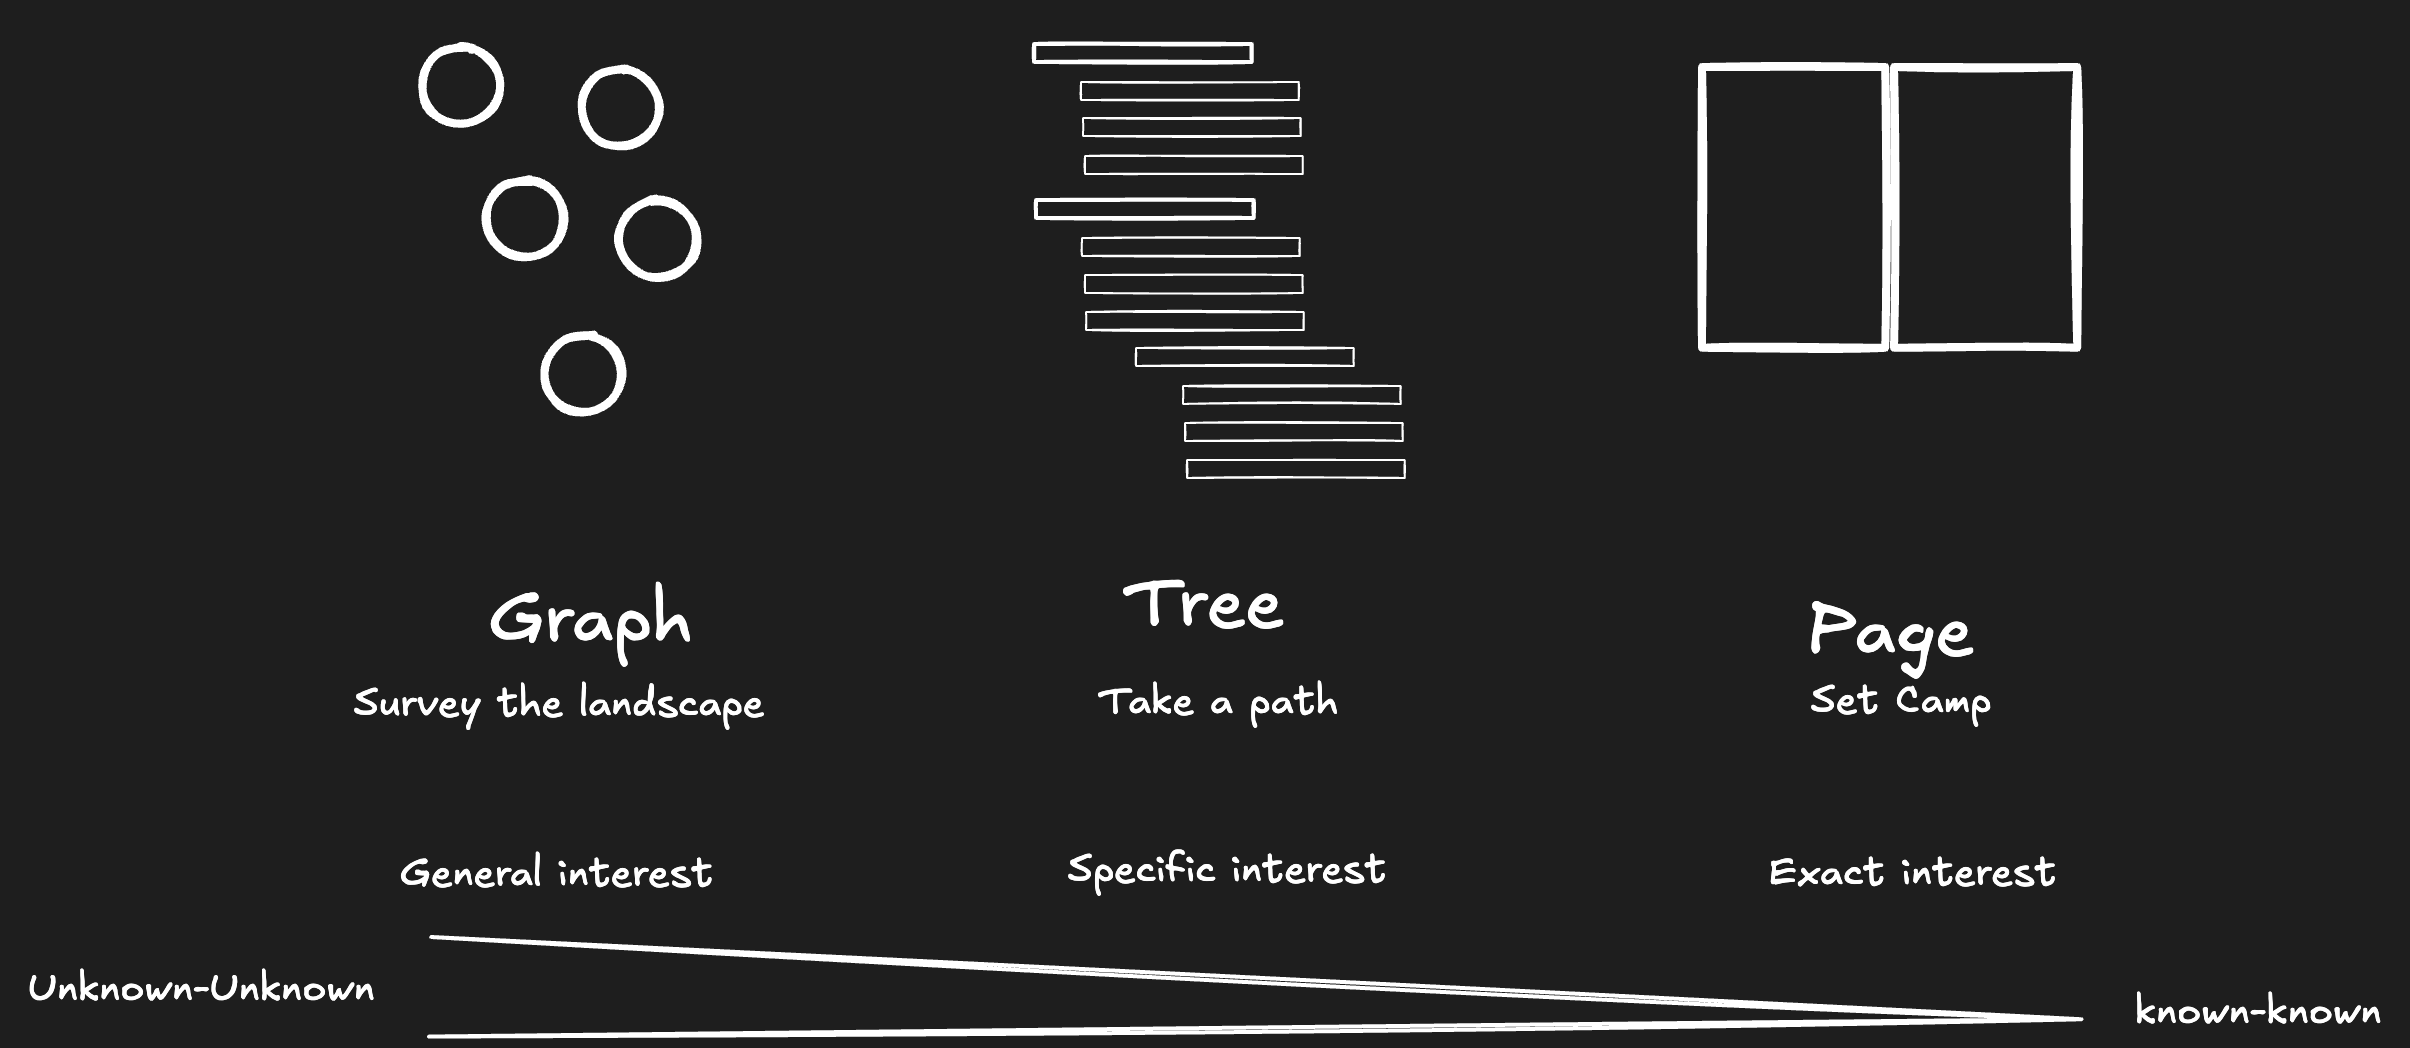 Graph
Survey the landscape
Tree
Take a path
Page
Set Camp
General interest
Specific interest
Exact interest
Unknown-Unknown
known-known